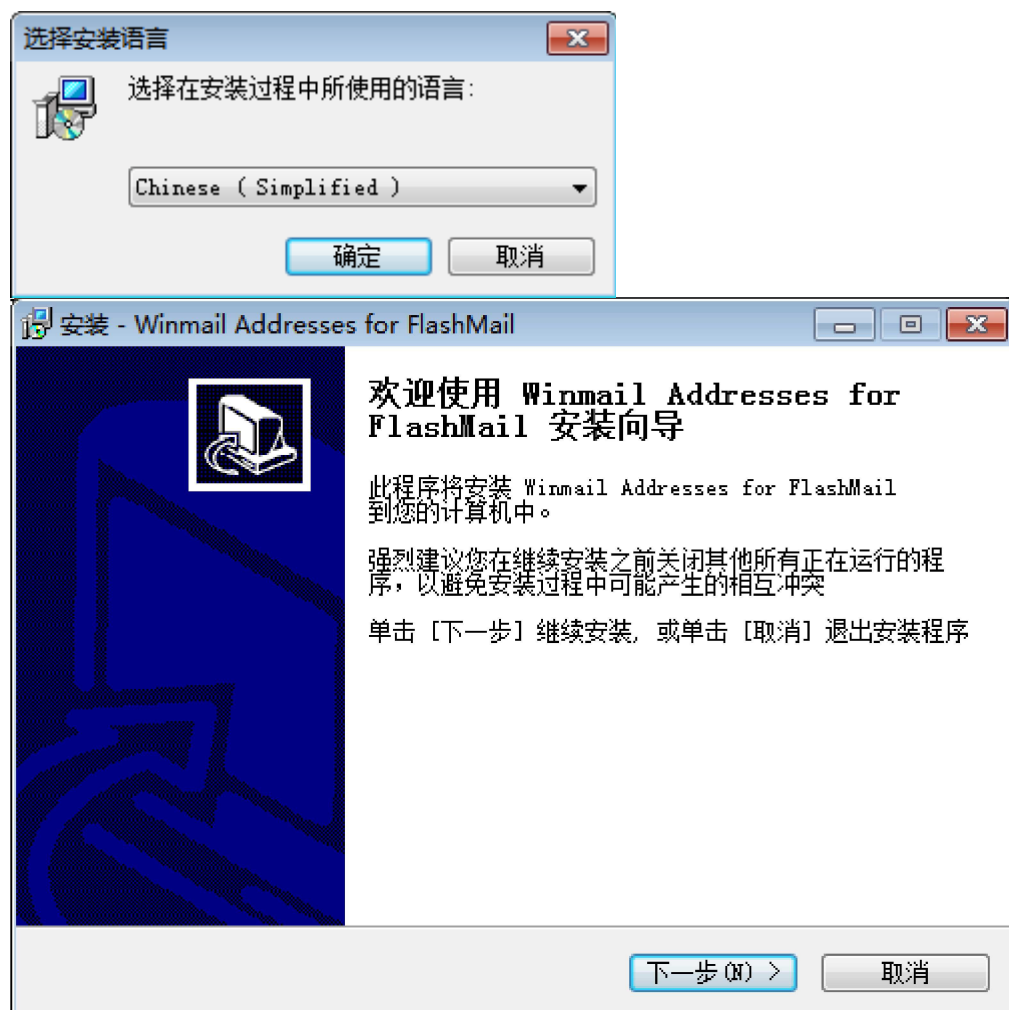 选择安装语言
选择在安装过程中所使用的语言:
Chinese ( Simplified )
确定
取消
安装 - Winmail Addresses for FlashMail
欢迎使用 Winmail Addresses for
FlashMail 安装向导
此程序将安装 Winmail Addresses for FlashMail
到您的计算机中。
强烈建议您在继续安装之前关闭其他所有正在运行的程
序，以避免安装过程中可能产生的相互冲突
单击 [下一步] 继续安装, 或单击 [取消] 退出安装程序
下一步(N) >
取消